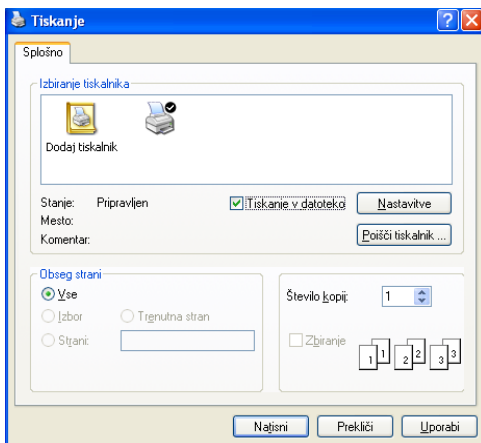 Tiskanje
Splošno
Izbiranje tiskalnika
Dodaj tiskalnik
Stanje: Pripravljen
Mesto:
Komentar:
Tiskanje v datoteko
Nastavitve
Poišči tiskalnik ...
Obseg strani
Vse
Izbor Trenutna stran
Strani:
Število kopij: 1
Zbiranje
1 1 2 2 3 3
Natisni Prekliči Uporabi